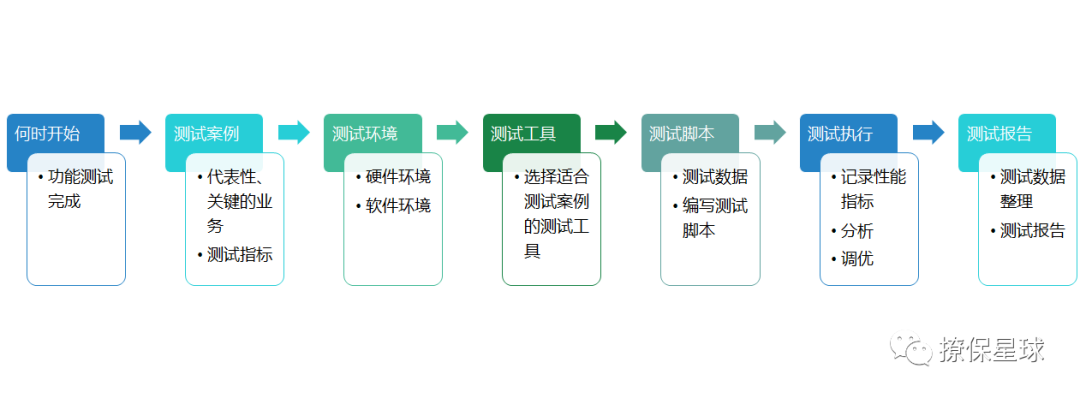 何时开始
• 功能测试
完成
测试案例
• 代表性、
关键的业
务
• 测试指标
测试环境
• 硬件环境
• 软件环境
测试工具
• 选择适合
测试案例
的测试工
具
测试脚本
• 测试数据
• 编写测试
脚本
测试执行
• 记录性能
指标
• 分析
• 调优
测试报告
• 测试数据
整理
• 测试报告
撩保星球